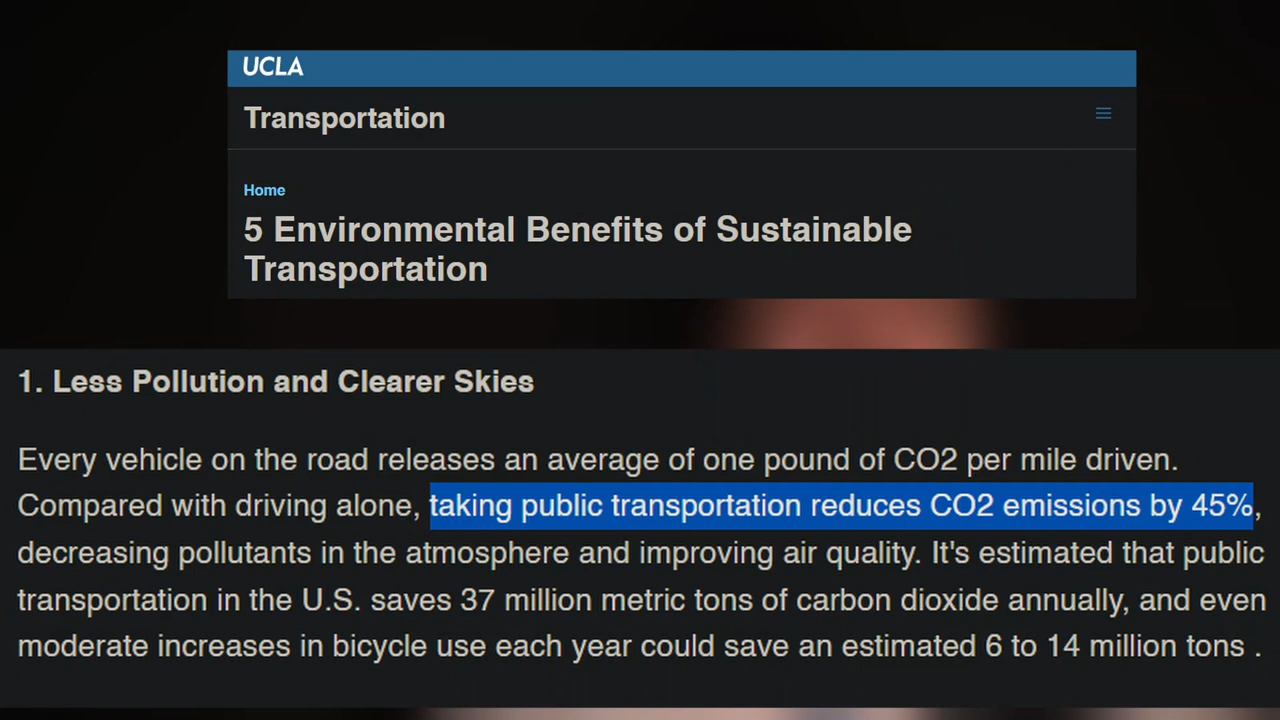 UCLA
Transportation
Home
5 Environmental Benefits of Sustainable
Transportation
1. Less Pollution and Clearer Skies
Every vehicle on the road releases an average of one pound of CO2 per mile driven.
Compared with driving alone, taking public transportation reduces CO2 emissions by 45%,
decreasing pollutants in the atmosphere and improving air quality. It's estimated that public
transportation in the U.S. saves 37 million metric tons of carbon dioxide annually, and even
moderate increases in bicycle use each year could save an estimated 6 to 14 million tons .